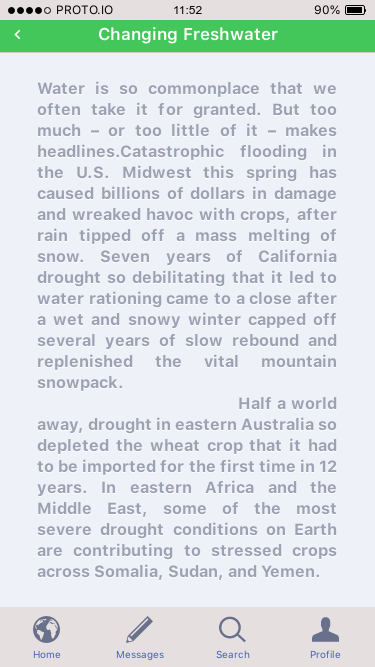 PROTO.IO 11:52 90%
Changing Freshwater
Water is so commonplace that we
often take it for granted. But too
much – or too little of it – makes
headlines.Catastrophic flooding in
the U.S. Midwest this spring has
caused billions of dollars in damage
and wreaked havoc with crops, after
rain tipped off a mass melting of
snow. Seven years of California
drought so debilitating that it led to
water rationing came to a close after
a wet and snowy winter capped off
several years of slow rebound and
replenished the vital mountain
snowpack.
Half a world
away, drought in eastern Australia so
depleted the wheat crop that it had
to be imported for the first time in 12
years. In eastern Africa and the
Middle East, some of the most
severe drought conditions on Earth
are contributing to stressed crops
across Somalia, Sudan, and Yemen.
Home Messages Search Profile